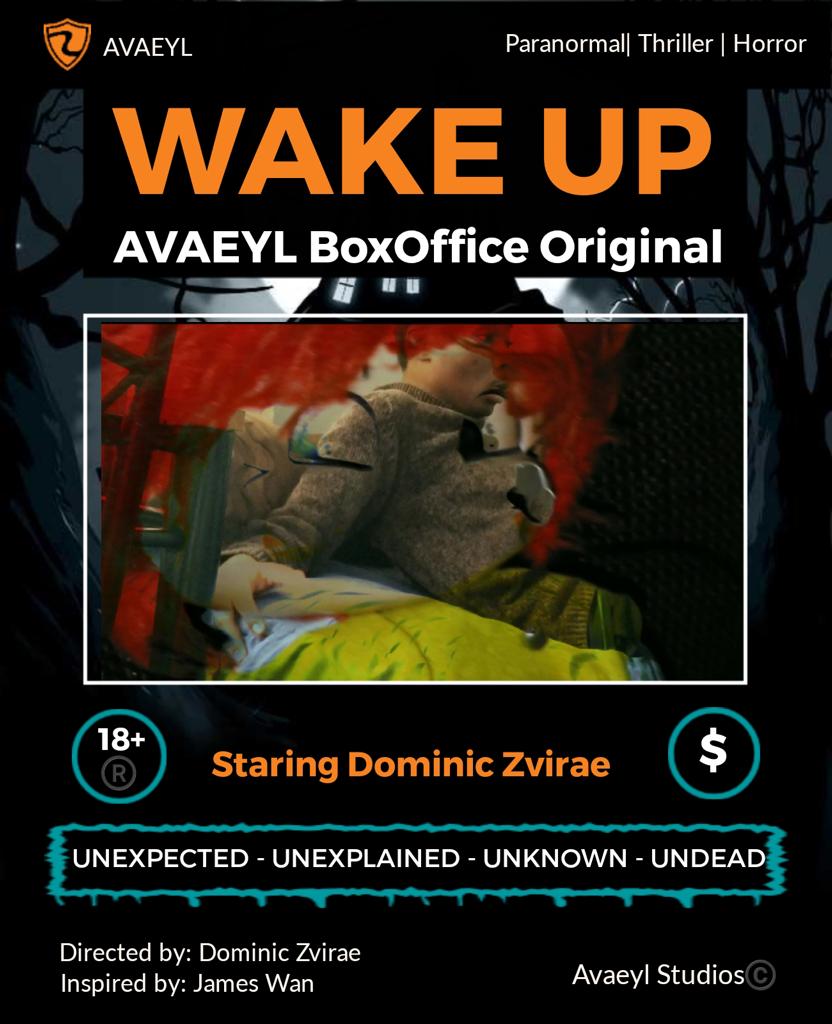 AVAEYL
Paranormal| Thriller | Horror
WAKE UP
AVAEYL BoxOffice Original
18+
®
Staring Dominic Zvirae
$
UNEXPECTED - UNEXPLAINED - UNKNOWN - UNDEAD
Directed by: Dominic Zvirae
Inspired by: James Wan
Avaeyl Studios©